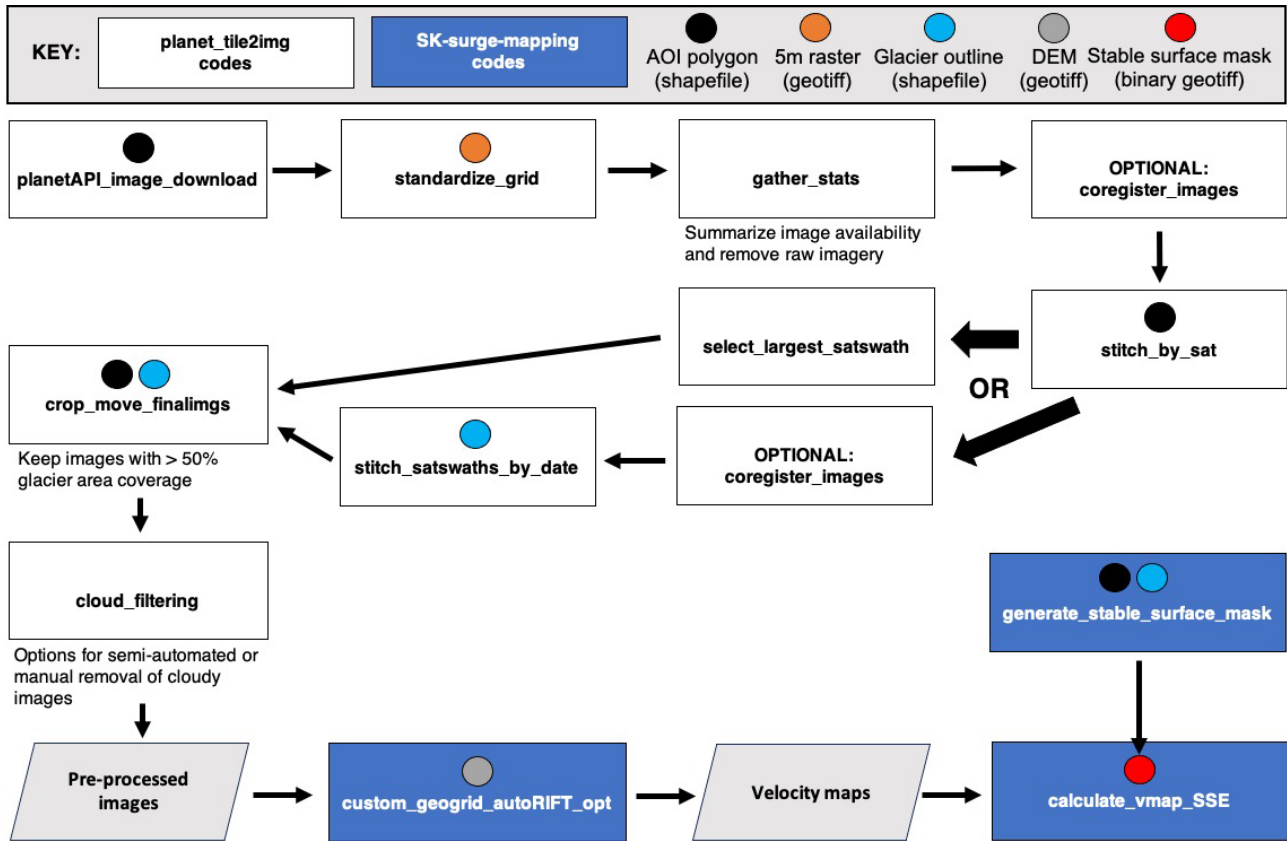 KEY:
planet_tile2img
codes
SK-surge-mapping
codes
AOI polygon
(shapefile)
5m raster
(geotiff)
Glacier outline
(shapefile)
DEM
(geotiff)
Stable surface mask
(binary geotiff)
planetAPI_image_download
standardize_grid
gather_stats
Summarize image availability
and remove raw imagery
OPTIONAL:
coregister_images
stitch_by_sat
select_largest_satswath
OR
OPTIONAL:
coregister_images
stitch_satswaths_by_date
crop_move_finalimgs
Keep images with > 50%
glacier area coverage
cloud_filtering
Options for semi-automated or
manual removal of cloudy
images
generate_stable_surface_mask
Pre-processed
images
custom_geogrid_autoRIFT_opt
Velocity maps
calculate_vmap_SSE